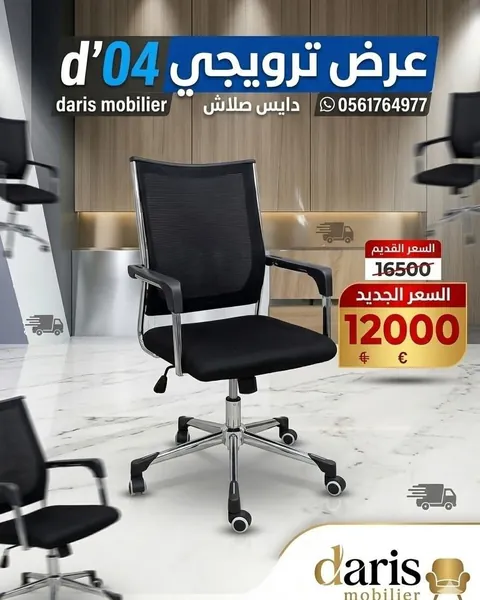 عرض ترويجي d'04
daris mobilier دايس صلاش 0561764977
السعر القديم
16500
السعر الجديد
12000
€
daris
mobilier